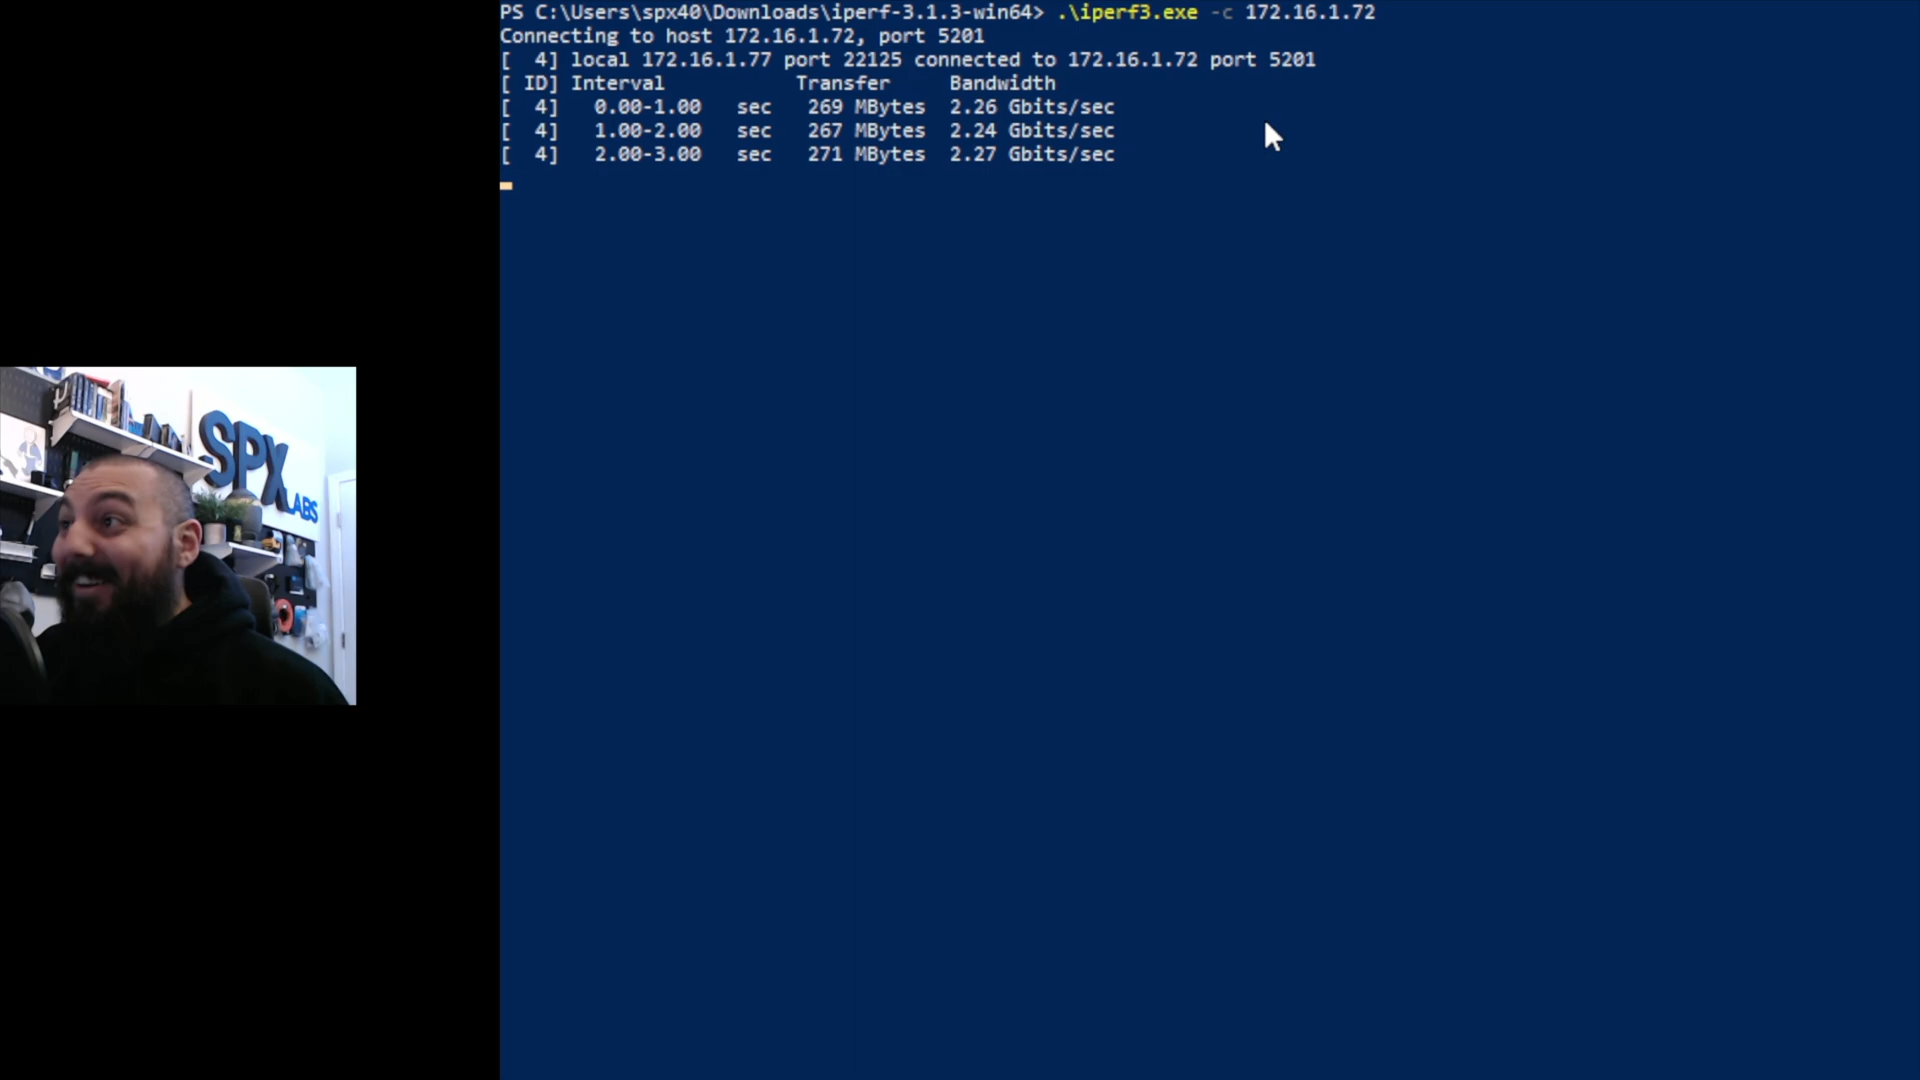 PS C:\Users\spx40\Downloads\iperf-3.1.3-win64> .\iperf3.exe -c 172.16.1.72
Connecting to host 172.16.1.72, port 5201
[  4] local 172.16.1.77 port 22125 connected to 172.16.1.72 port 5201
[ ID] Interval           Transfer     Bandwidth
[  4]   0.00-1.00   sec   269 MBytes  2.26 Gbits/sec
[  4]   1.00-2.00   sec   267 MBytes  2.24 Gbits/sec
[  4]   2.00-3.00   sec   271 MBytes  2.27 Gbits/sec
SPX
LABS